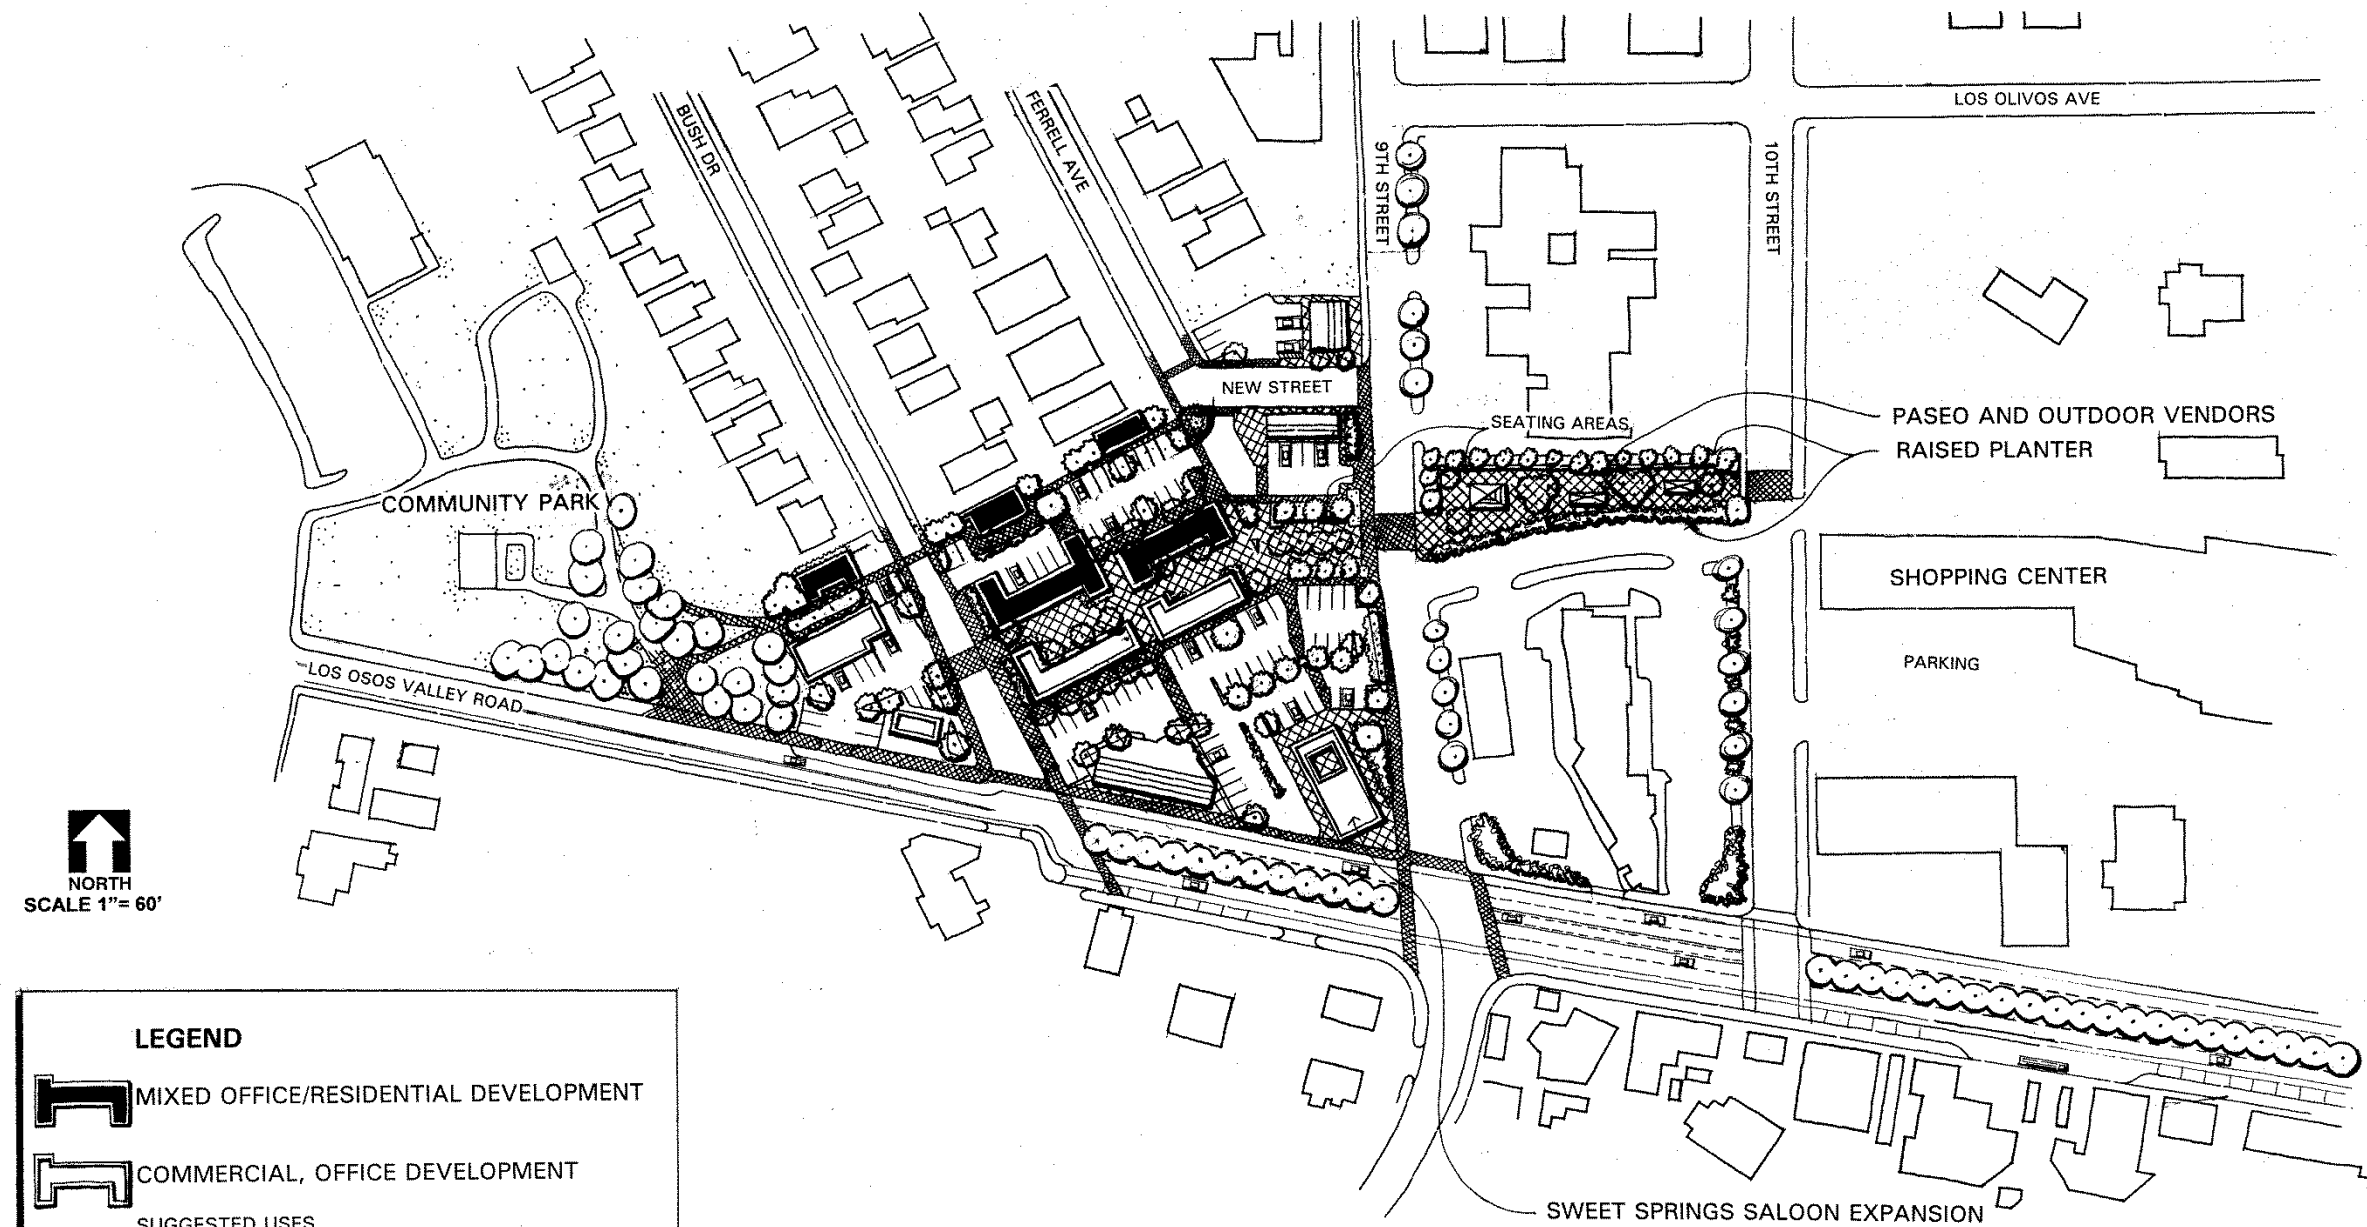 LOS OLIVOS AVE
BUSH DR
FERRELL AVE
9TH STREET
10TH STREET
NEW STREET
SEATING AREAS
PASEO AND OUTDOOR VENDORS
RAISED PLANTER
COMMUNITY PARK
SHOPPING CENTER
PARKING
LOS OSOS VALLEY ROAD
NORTH
SCALE 1"= 60'
LEGEND
MIXED OFFICE/RESIDENTIAL DEVELOPMENT
COMMERCIAL, OFFICE DEVELOPMENT
SUGGESTED USES
SWEET SPRINGS SALOON EXPANSION